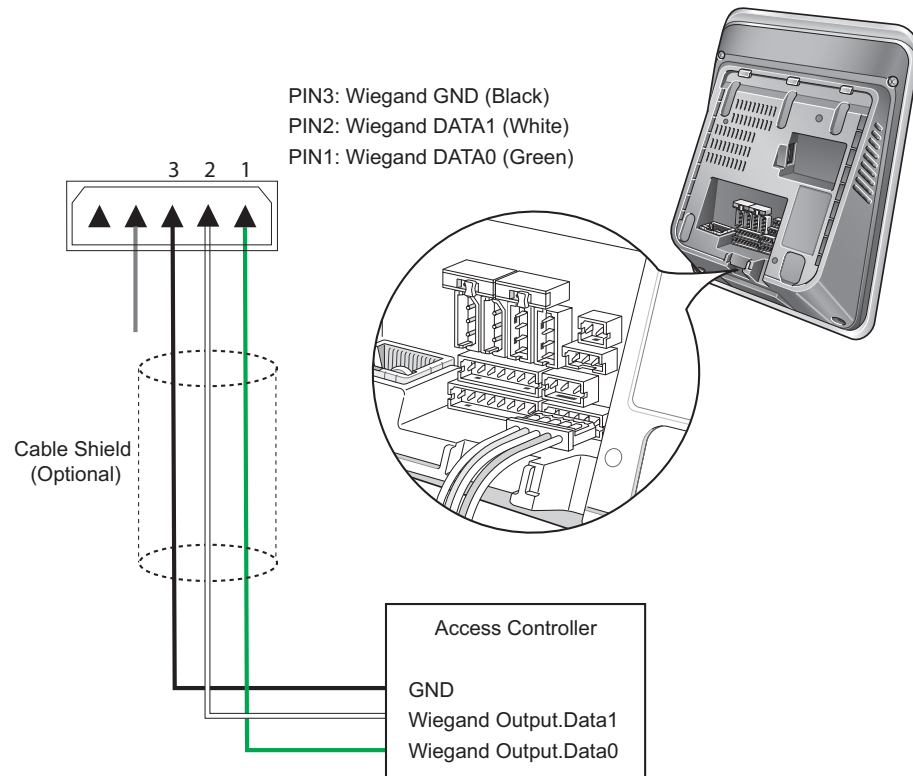 PIN3: Wiegand GND (Black)
PIN2: Wiegand DATA1 (White)
PIN1: Wiegand DATA0 (Green)
3 2 1
Cable Shield
(Optional)
Access Controller
GND
Wiegand Output.Data1
Wiegand Output.Data0